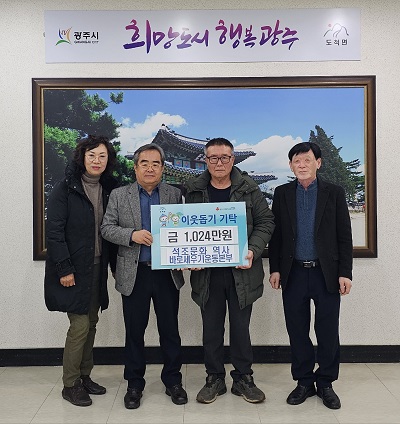 광주시
희망도시 행복광주
도척면
이웃돕기 기탁
금 1,024만원
석조문화 역사
바로세우기운동본부